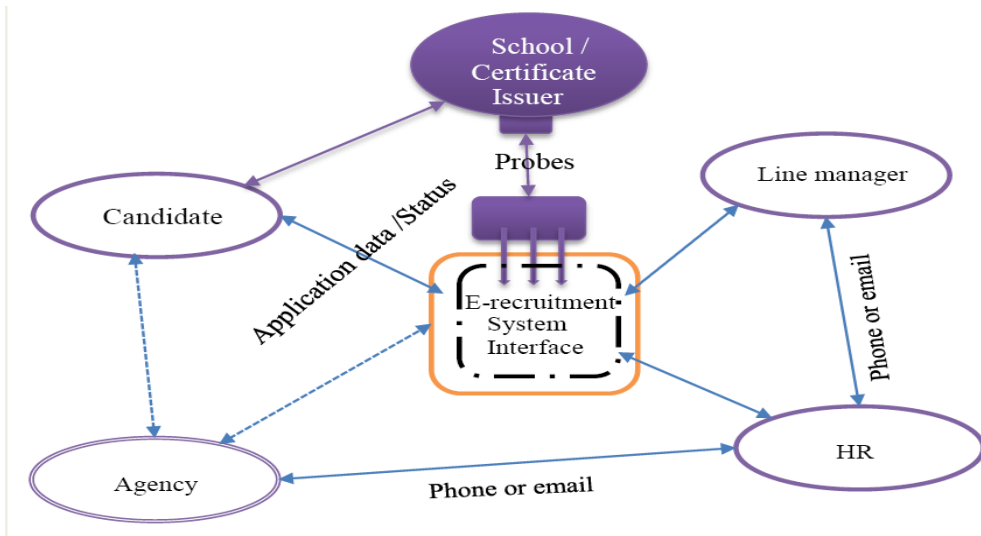 School /
Certificate
Issuer
Probes
Line manager
Candidate
Application data /Status
E-recruitment
System
Interface
Phone or email
HR
Agency
Phone or email